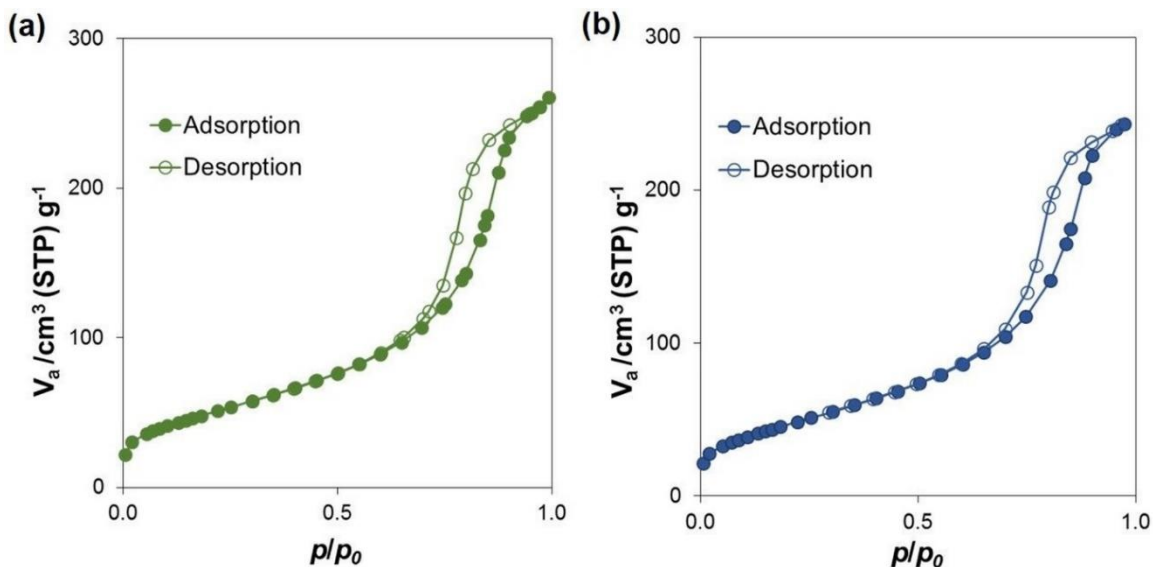 (a)
300
200
100
0
Adsorption
Desorption
Vₐ /cm³ (STP) g⁻¹
0.0 0.5 1.0
p/p₀
(b)
300
200
100
0
Adsorption
Desorption
Vₐ /cm³ (STP) g⁻¹
0.0 0.5 1.0
p/p₀